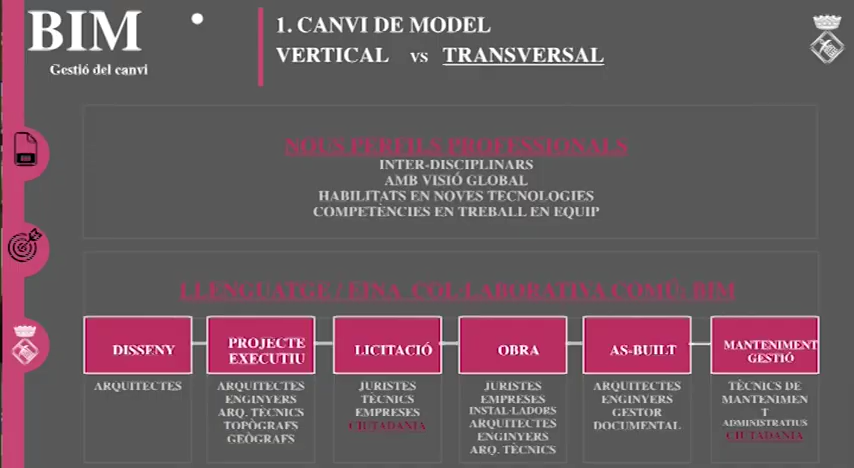 BIM
Gestió del canvi
1. CANVI DE MODEL
VERTICAL VS TRANSVERSAL
NOUS PERFILS PROFESSIONALS
INTER-DISCIPLINARS
AMB VISIÓ GLOBAL
HABILITATS EN NOVES TECNOLOGIES
COMPETÈNCIES EN TREBALL EN EQUIP
LLENGUATGE / EINA COL·LABORATIVA COMÚ: BIM
DISSENY
ARQUITECTES
PROJECTE
EXECUTIU
ARQUITECTES
ENGINYERS
ARQ. TÈCNICS
TOPÒGRAFS
GEÒGRAFS
LICITACIÓ
JURISTES
TÈCNICS
EMPRESES
CIUTADANIA
OBRA
JURISTES
EMPRESES
INSTAL·LADORS
ARQUITECTES
ENGINYERS
ARQ. TÈCNICS
AS-BUILT
ARQUITECTES
ENGINYERS
GESTOR
DOCUMENTAL
MANTENIMENT
GESTIÓ
TÈCNICS DE
MANTENIMEN
T
ADMINISTRATIUS
CIUTADANIA